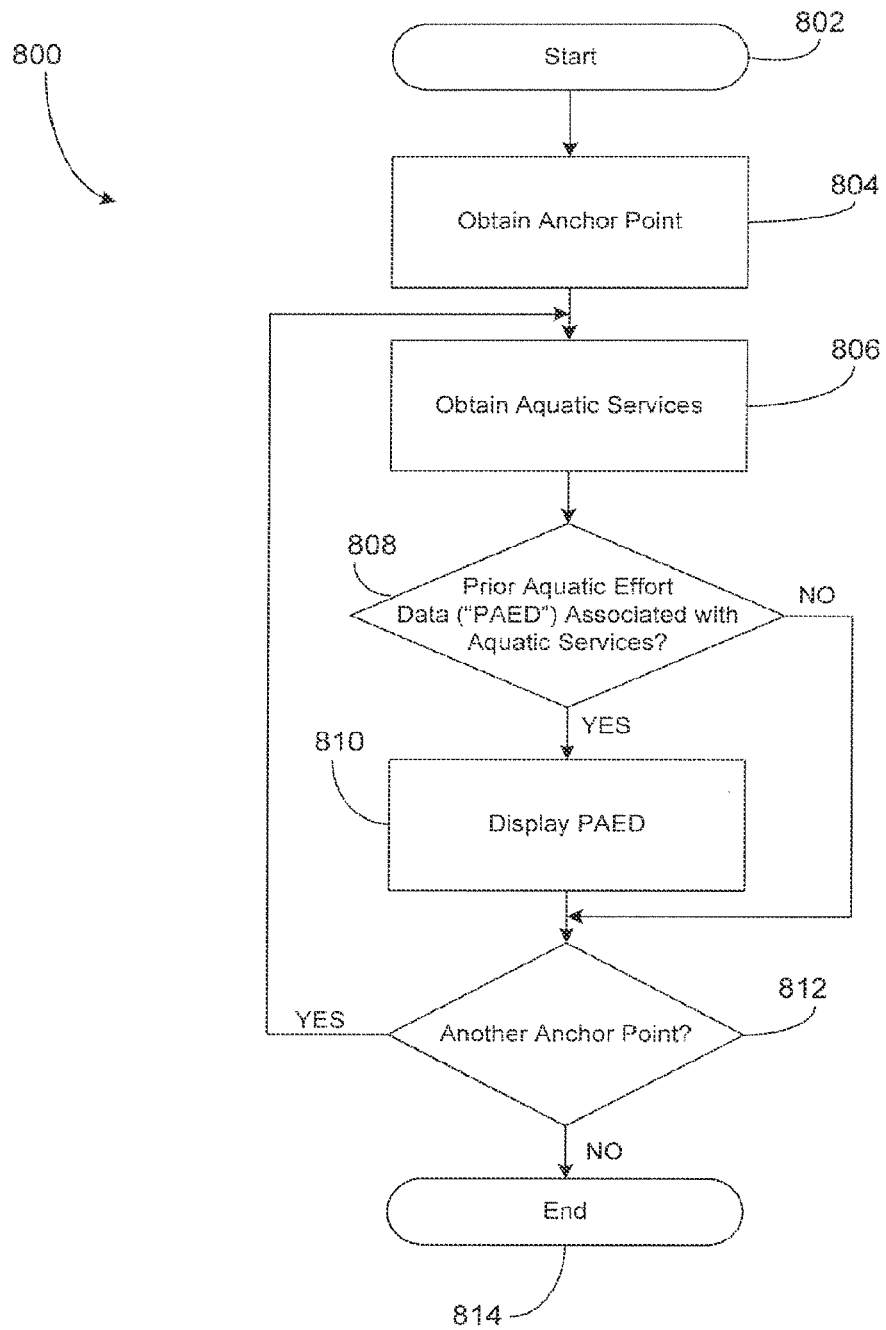 800
802
Start
804
Obtain Anchor Point
806
Obtain Aquatic Services
808
Prior Aquatic Effort
Data (“PAED”) Associated with
Aquatic Services?
NO
YES
810
Display PAED
812
YES
Another Anchor Point?
NO
End
814